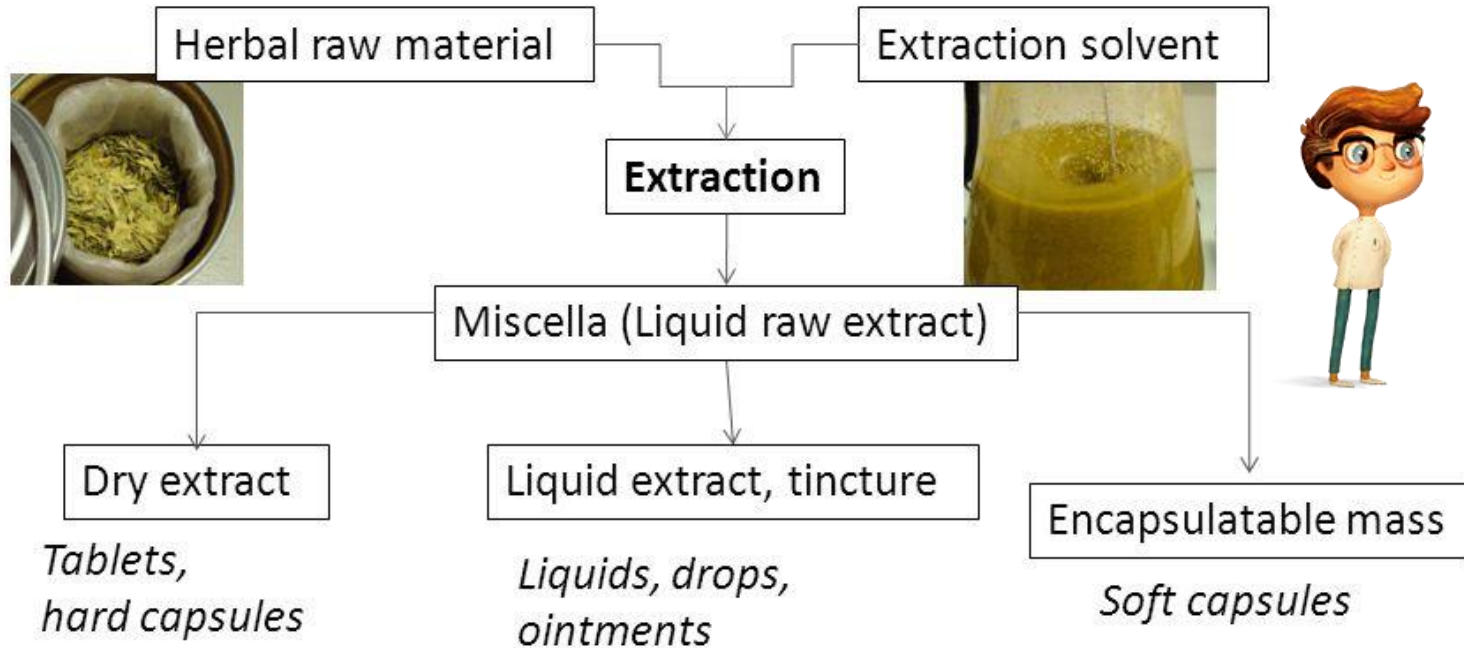 Herbal raw material
Extraction solvent
Extraction
Miscella (Liquid raw extract)
Dry extract
Liquid extract, tincture
Encapsulatable mass
Tablets,
hard capsules
Liquids, drops,
ointments
Soft capsules